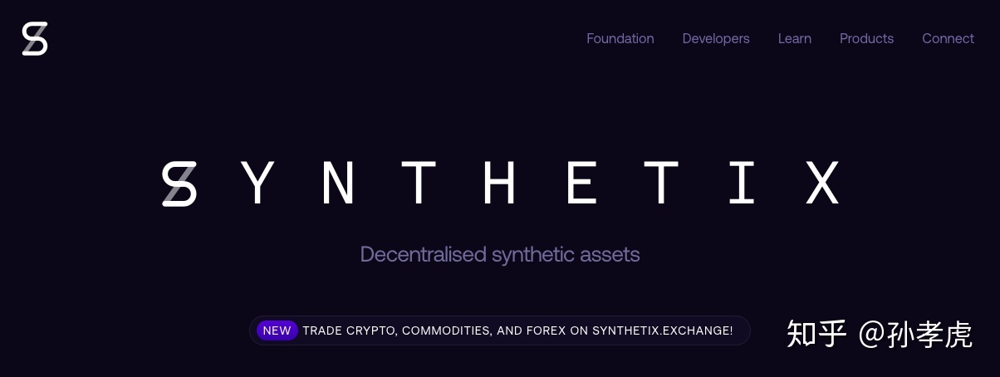 Foundation Developers Learn Products Connect
SYNTHETIX
Decentralised synthetic assets
NEW TRADE CRYPTO, COMMODITIES, AND FOREX ON SYNTHETIX.EXCHANGE!
知乎 @孙孝虎